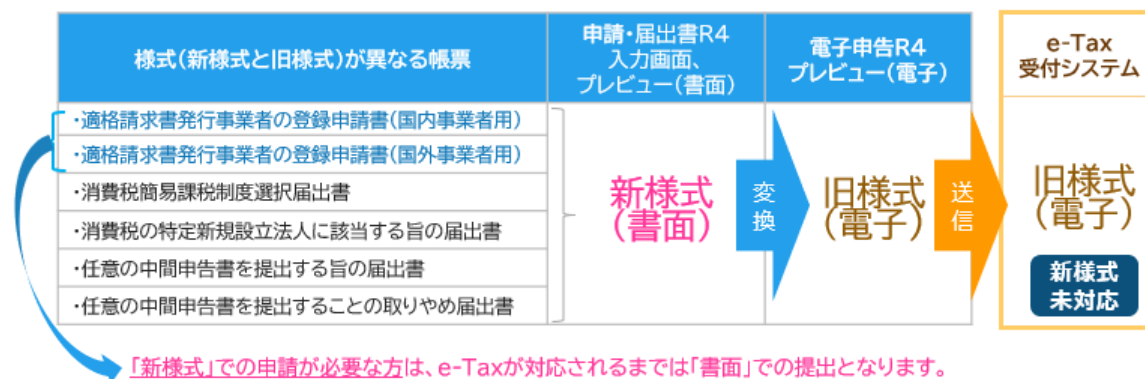 様式(新様式と旧様式)が異なる帳票
申請・届出書R4
入力画面、
プレビュー(書面)
電子申告R4
プレビュー(電子)
e-Tax
受付システム
・適格請求書発行事業者の登録申請書(国内事業者用)
・適格請求書発行事業者の登録申請書(国外事業者用)
・消費税簡易課税制度選択届出書
・消費税の特定新規設立法人に該当する旨の届出書
・任意の中間申告書を提出する旨の届出書
・任意の中間申告書を提出することの取りやめ届出書
新様式
(書面)
変
換
旧様式
(電子)
送
信
旧様式
(電子)
新様式
未対応
「新様式」での申請が必要な方は、e-Taxが対応されるまでは「書面」での提出となります。